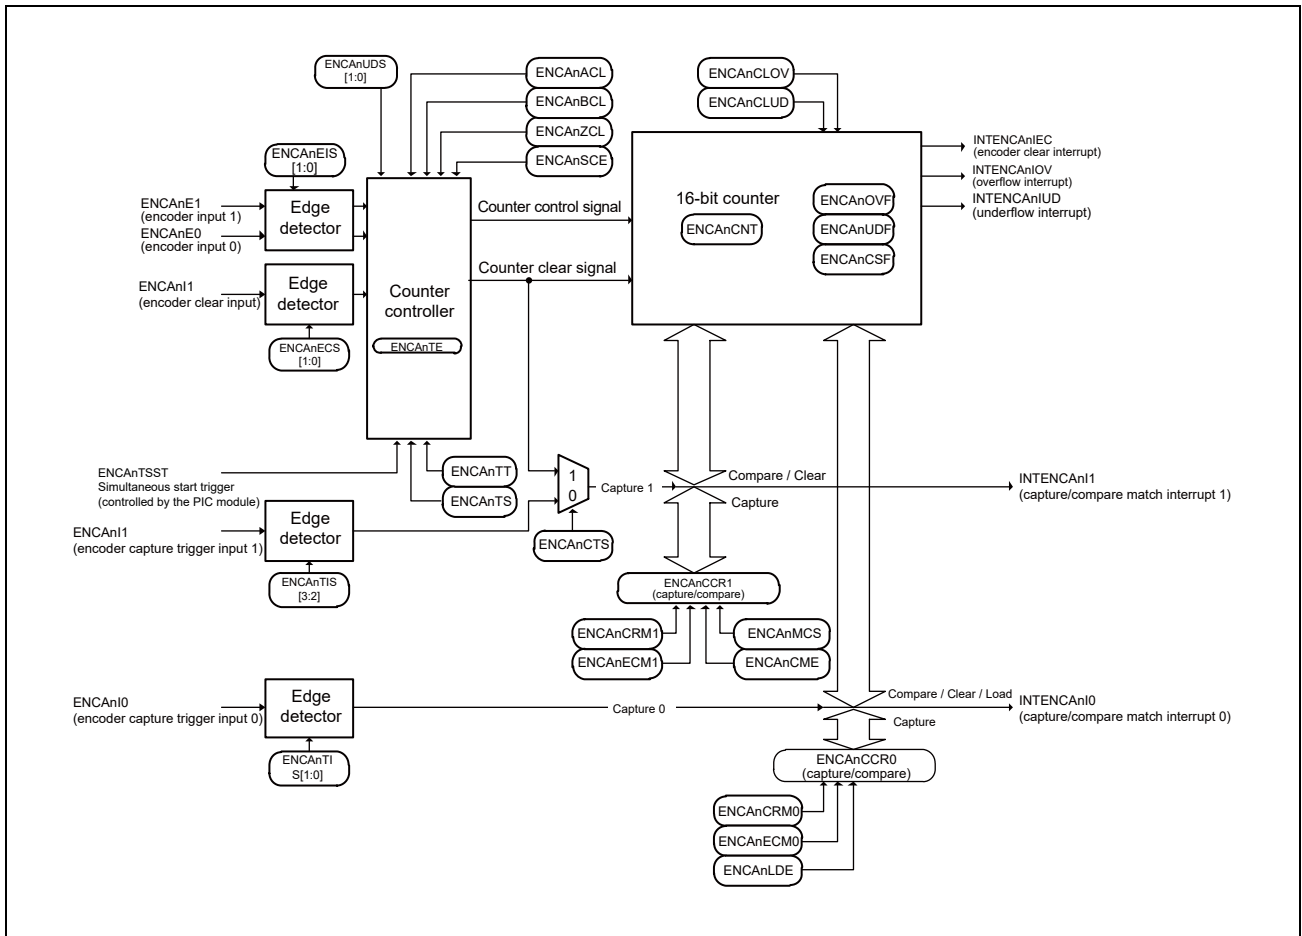 ENCAnUDS
[1:0]
ENCAnACL
ENCAnBCL
ENCAnZCL
ENCAnSCE
ENCAnCLOV
ENCAnCLUD
ENCAnEIS
[1:0]
ENCAnE1
(encoder input 1)
ENCAnE0
(encoder input 0)
Edge
detector
ENCAnI1
(encoder clear input)
Edge
detector
ENCAnECS
[1:0]
Counter
controller
ENCAnTE
Counter control signal
Counter clear signal
16-bit counter
ENCAnCNT
ENCAnOVF
ENCAnUDF
ENCAnCSF
INTENCAnIEC
(encoder clear interrupt)
INTENCAnIOV
(overflow interrupt)
INTENCAnIUD
(underflow interrupt)
ENCAnTSST
Simultaneous start trigger
(controlled by the PIC module)
ENCAnTT
ENCAnTS
ENCAnI1
(encoder capture trigger input 1)
Edge
detector
ENCAnTIS
[3:2]
1
0
ENCAnCTS
Capture 1
Compare / Clear
Capture
INTENCAnI1
(capture/compare match interrupt 1)
ENCAnCCR1
(capture/compare)
ENCAnCRM1
ENCAnECM1
ENCAnMCS
ENCAnCME
ENCAnI0
(encoder capture trigger input 0)
Edge
detector
ENCAnTI
S[1:0]
Capture 0
Compare / Clear / Load
Capture
INTENCAnI0
(capture/compare match interrupt 0)
ENCAnCCR0
(capture/compare)
ENCAnCRM0
ENCAnECM0
ENCAnLDE